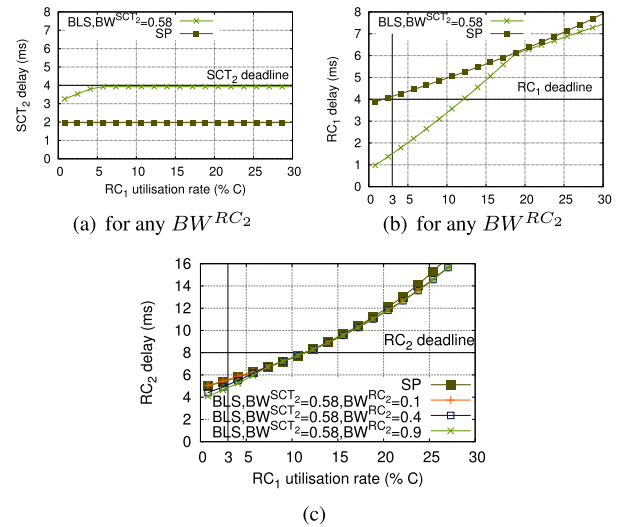 BLS,BW^SCT₂=0.58
SP
SCT₂ delay (ms)
8
7
6
5
4
3
2
1
0
SCT₂ deadline
0 5 10 15 20 25 30
RC₁ utilisation rate (% C)
(a) for any BW^RC₂
BLS,BW^SCT₂=0.58
SP
RC₁ delay (ms)
8
7
6
5
4
3
2
1
0
RC₁ deadline
0 3 5 10 15 20 25 30
RC₁ utilisation rate (% C)
(b) for any BW^RC₂
RC₂ delay (ms)
16
14
12
10
8
6
4
2
0
RC₂ deadline
SP
BLS,BW^SCT₂=0.58,BW^RC₂=0.1
BLS,BW^SCT₂=0.58,BW^RC₂=0.4
BLS,BW^SCT₂=0.58,BW^RC₂=0.9
0 3 5 10 15 20 25 30
RC₁ utilisation rate (% C)
(c)